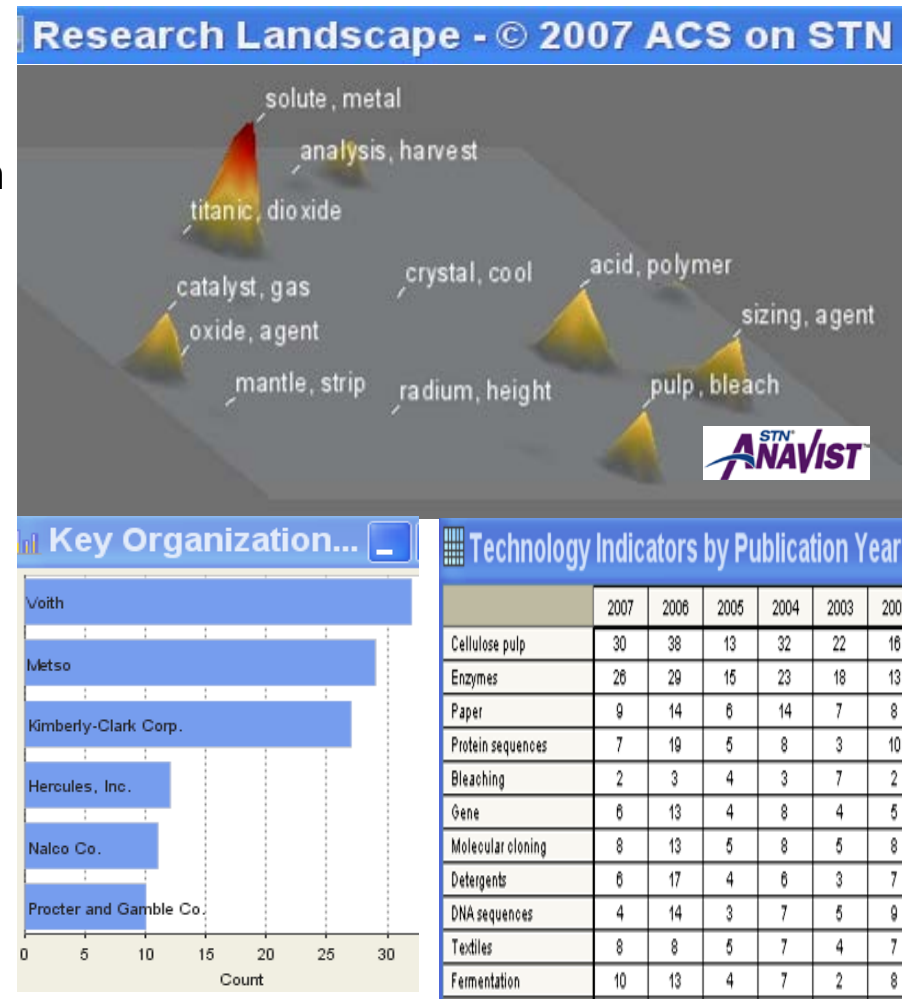 Research Landscape - © 2007 ACS on STN
solute, metal
analysis, harvest
titanic, dioxide
acid, polymer
crystal, cool
catalyst, gas
sizing, agent
oxide, agent
mantle, strip
radium, height
pulp, bleach
STN®
ANAVIST
Key Organization...
Voith
Metso
Kimberly-Clark Corp.
Hercules, Inc.
Nalco Co.
Procter and Gamble Co.
0 5 10 15 20 25 30
Count
Technology Indicators by Publication Year
2007 2006 2005 2004 2003 200
Cellulose pulp 30 38 13 32 22 16
Enzymes 26 29 15 23 18 13
Paper 9 14 6 14 7 8
Protein sequences 7 19 5 8 3 10
Bleaching 2 3 4 3 7 2
Gene 6 13 4 8 4 5
Molecular cloning 8 13 5 8 5 8
Detergents 6 17 4 6 3 7
DNA sequences 4 14 3 7 5 9
Textiles 8 8 5 7 4 7
Fermentation 10 13 4 7 2 8